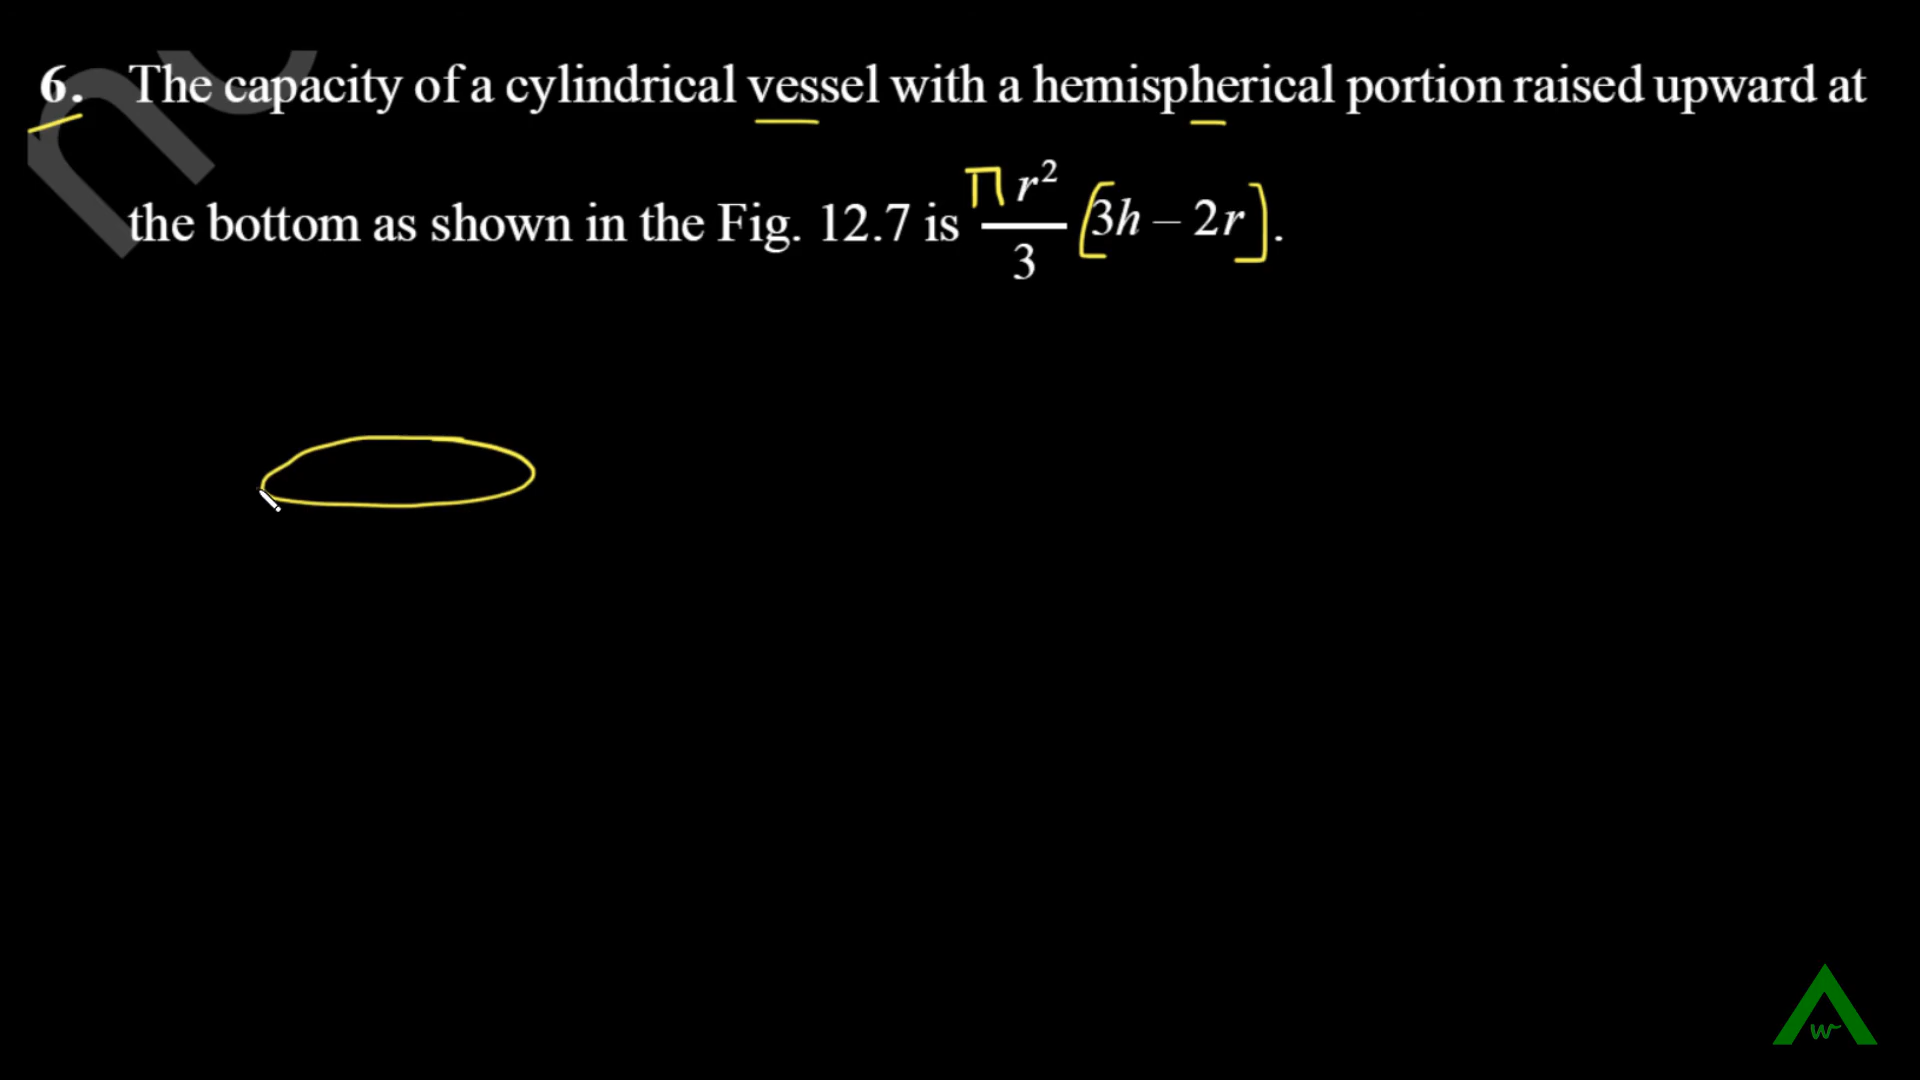 6. The capacity of a cylindrical vessel with a hemispherical portion raised upward at
the bottom as shown in the Fig. 12.7 is π r²/3 [3h – 2r].
w